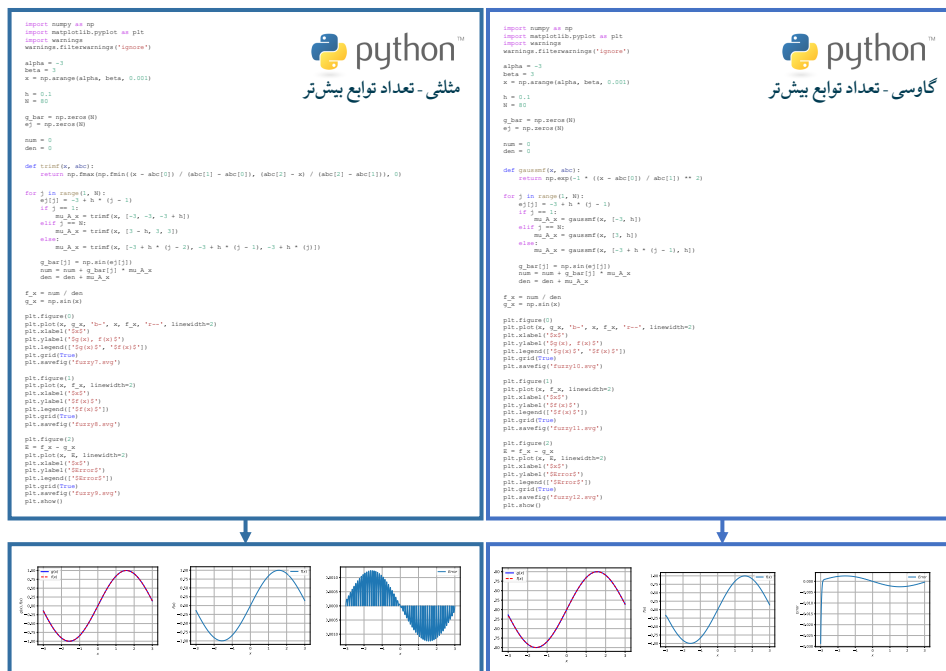 import numpy as np
import matplotlib.pyplot as plt
import warnings
warnings.filterwarnings('ignore')
python™
مثلثی - تعداد توابع بیش‌تر
alpha = -3
beta = 3
x = np.arange(alpha, beta, 0.001)
h = 0.1
N = 80
g_bar = np.zeros(N)
ej = np.zeros(N)
num = 0
den = 0
def trimf(x, abc):
    return np.fmax(np.fmin((x - abc[0]) / (abc[1] - abc[0]), (abc[2] - x) / (abc[2] - abc[1])), 0)
for j in range(1, N):
    ej[j] = -3 + h * (j - 1)
    if j == 1:
        mu_A_x = trimf(x, [-3, -3, -3 + h])
    elif j == N:
        mu_A_x = trimf(x, [3 - h, 3, 3])
    else:
        mu_A_x = trimf(x, [-3 + h * (j - 2), -3 + h * (j - 1), -3 + h * (j)])
    g_bar[j] = np.sin(ej[j])
    num = num + g_bar[j] * mu_A_x
    den = den + mu_A_x
f_x = num / den
g_x = np.sin(x)
plt.figure(0)
plt.plot(x, g_x, 'b-', x, f_x, 'r--', linewidth=2)
plt.xlabel('$x$')
plt.ylabel('$g(x), f(x)$')
plt.legend(['$g(x)$', '$f(x)$'])
plt.grid(True)
plt.savefig('fuzzy7.svg')
plt.figure(1)
plt.plot(x, f_x, linewidth=2)
plt.xlabel('$x$')
plt.ylabel('$f(x)$')
plt.legend(['$f(x)$'])
plt.grid(True)
plt.savefig('fuzzy8.svg')
plt.figure(2)
E = f_x - g_x
plt.plot(x, E, linewidth=2)
plt.xlabel('$x$')
plt.ylabel('$Error$')
plt.legend(['$Error$'])
plt.grid(True)
plt.savefig('fuzzy9.svg')
plt.show()
import numpy as np
import matplotlib.pyplot as plt
import warnings
warnings.filterwarnings('ignore')
python™
گاوسی - تعداد توابع بیش‌تر
alpha = -3
beta = 3
x = np.arange(alpha, beta, 0.001)
h = 0.1
N = 80
g_bar = np.zeros(N)
ej = np.zeros(N)
num = 0
den = 0
def gaussmf(x, abc):
    return np.exp(-1 * ((x - abc[0]) / abc[1]) ** 2)
for j in range(1, N):
    ej[j] = -3 + h * (j - 1)
    if j == 1:
        mu_A_x = gaussmf(x, [-3, h])
    elif j == N:
        mu_A_x = gaussmf(x, [3, h])
    else:
        mu_A_x = gaussmf(x, [-3 + h * (j - 1), h])
    g_bar[j] = np.sin(ej[j])
    num = num + g_bar[j] * mu_A_x
    den = den + mu_A_x
f_x = num / den
g_x = np.sin(x)
plt.figure(0)
plt.plot(x, g_x, 'b-', x, f_x, 'r--', linewidth=2)
plt.xlabel('$x$')
plt.ylabel('$g(x), f(x)$')
plt.legend(['$g(x)$', '$f(x)$'])
plt.grid(True)
plt.savefig('fuzzy10.svg')
plt.figure(1)
plt.plot(x, f_x, linewidth=2)
plt.xlabel('$x$')
plt.ylabel('$f(x)$')
plt.legend(['$f(x)$'])
plt.grid(True)
plt.savefig('fuzzy11.svg')
plt.figure(2)
E = f_x - g_x
plt.plot(x, E, linewidth=2)
plt.xlabel('$x$')
plt.ylabel('$Error$')
plt.legend(['$Error$'])
plt.grid(True)
plt.savefig('fuzzy12.svg')
plt.show()